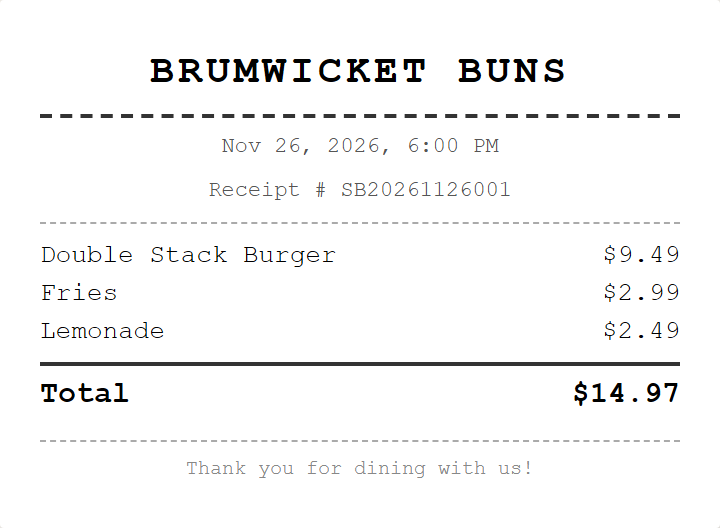 BRUMWICKET BUNS
Nov 26, 2026, 6:00 PM
Receipt # SB20261126001
Double Stack Burger $9.49
Fries $2.99
Lemonade $2.49
Total $14.97
Thank you for dining with us!